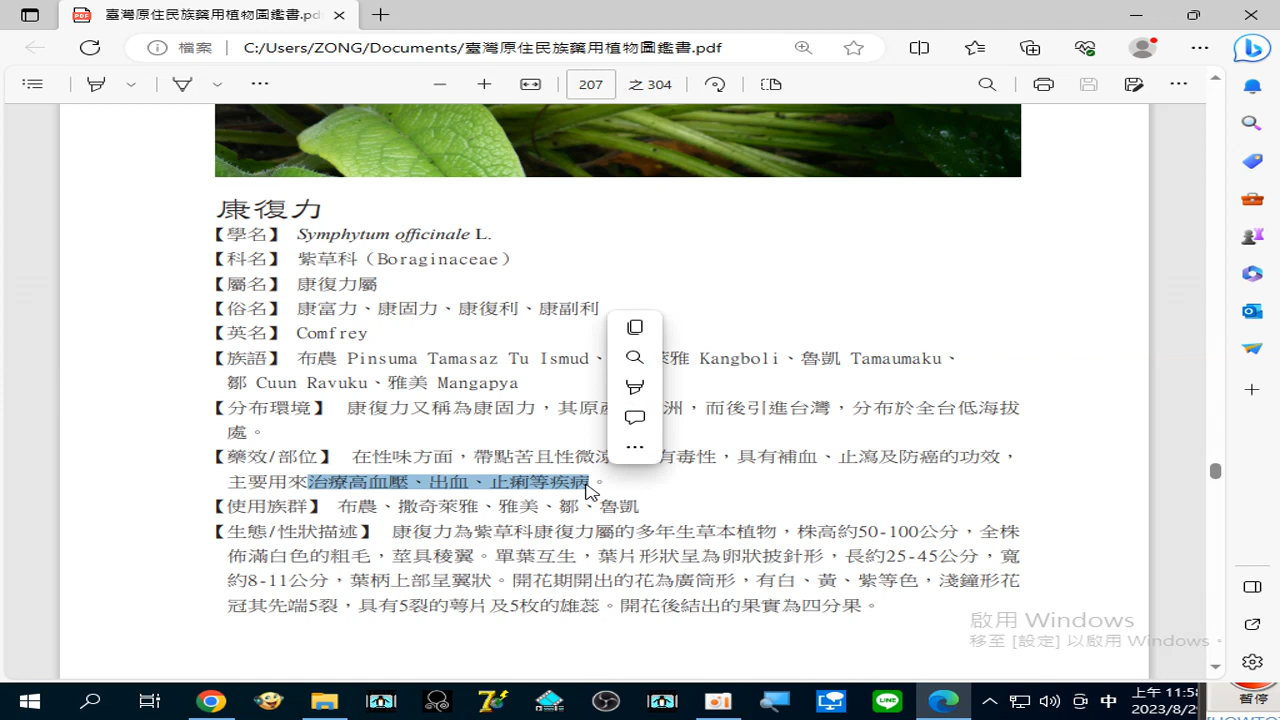 臺灣原住民族藥用植物圖鑑書.pdf
檔案
C:/Users/ZONG/Documents/臺灣原住民族藥用植物圖鑑書.pdf
207 之 304
康復力
【學名】 Symphytum officinale L.
【科名】 紫草科（Boraginaceae）
【屬名】 康復力屬
【俗名】 康富力、康固力、康復利、康副利
【英名】 Comfrey
【族語】 布農 Pinsuma Tamasaz Tu Ismud、 萊雅 Kangboli、魯凱 Tamaumaku、
鄒 Cuun Ravuku、雅美 Mangapya
【分布環境】 康復力又稱為康固力，其原產 洲，而後引進台灣，分布於全台低海拔
處。
【藥效/部位】 在性味方面，帶點苦且性微涼 有毒性，具有補血、止瀉及防癌的功效，
主要用來治療高血壓、出血、止痢等疾病。
【使用族群】 布農、撒奇萊雅、雅美、鄒、魯凱
【生態/性狀描述】 康復力為紫草科康復力屬的多年生草本植物，株高約50-100公分，全株
佈滿白色的粗毛，莖具稜翼。單葉互生，葉片形狀呈為卵狀披針形，長約25-45公分，寬
約8-11公分，葉柄上部呈翼狀。開花期開出的花為廣筒形，有白、黃、紫等色，淺鐘形花
冠其先端5裂，具有5裂的萼片及5枚的雄蕊。開花後結出的果實為四分果。
啟用 Windows
移至 [設定] 以啟用 Windows。
中
上午 11:58
2023/8/2
暫停